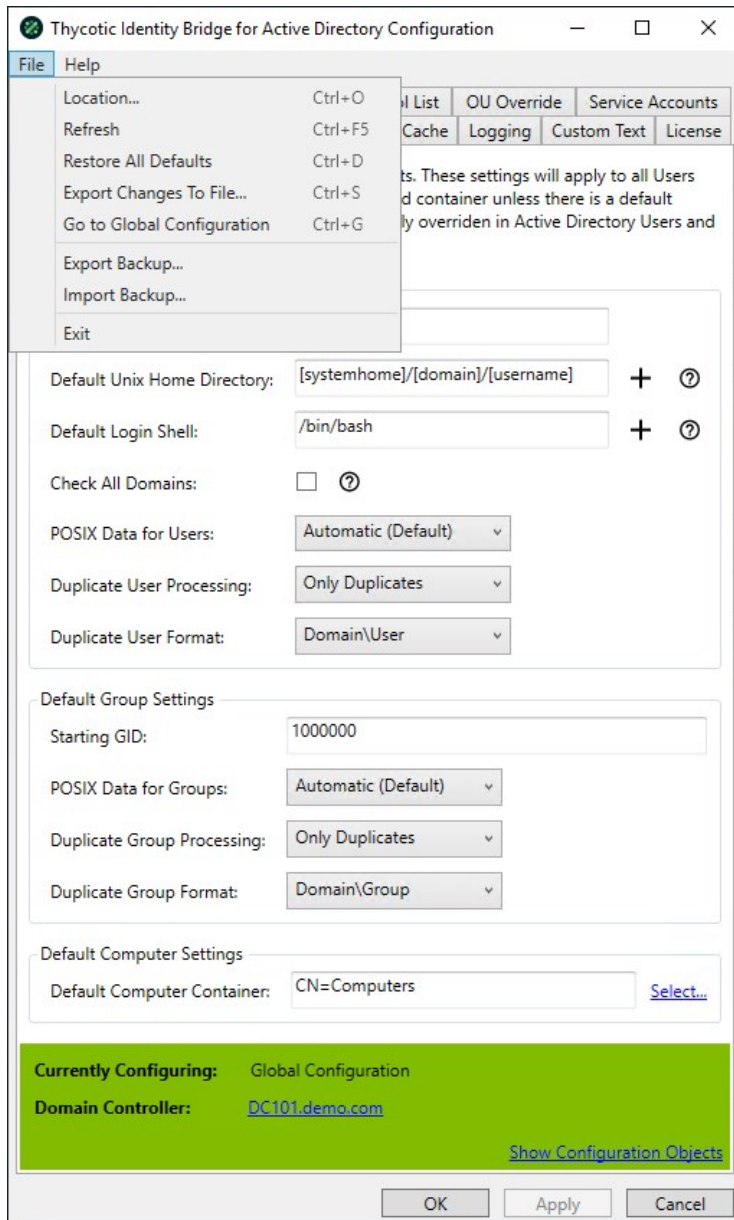 Thycotic Identity Bridge for Active Directory Configuration
File Help
Location... Ctrl+O
Refresh Ctrl+F5
Restore All Defaults Ctrl+D
Export Changes To File... Ctrl+S
Go to Global Configuration Ctrl+G
Export Backup...
Import Backup...
Exit
List OU Override Service Accounts
Cache Logging Custom Text License
These settings will apply to all Users
container unless there is a default
overriden in Active Directory Users and
Default Unix Home Directory: [systemhome]/[domain]/[username] +
Default Login Shell: /bin/bash +
Check All Domains:
POSIX Data for Users: Automatic (Default)
Duplicate User Processing: Only Duplicates
Duplicate User Format: Domain\User
Default Group Settings
Starting GID: 1000000
POSIX Data for Groups: Automatic (Default)
Duplicate Group Processing: Only Duplicates
Duplicate Group Format: Domain\Group
Default Computer Settings
Default Computer Container: CN=Computers Select...
Currently Configuring: Global Configuration
Domain Controller: DC101.demo.com
Show Configuration Objects
OK Apply Cancel